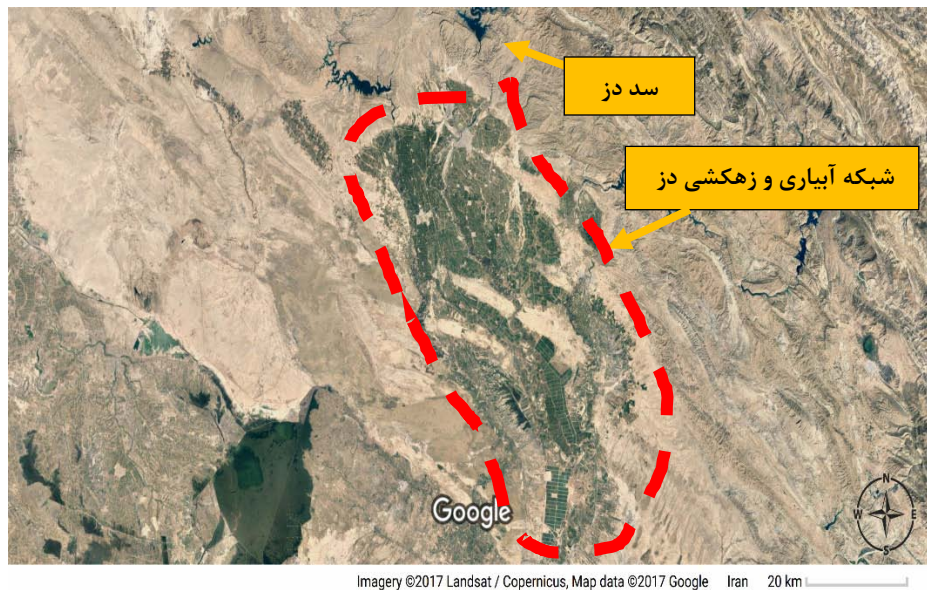 سد دز
شبکه آبیاری و زهکشی دز
Google
N
W E
S
Imagery ©2017 Landsat / Copernicus, Map data ©2017 Google Iran 20 km